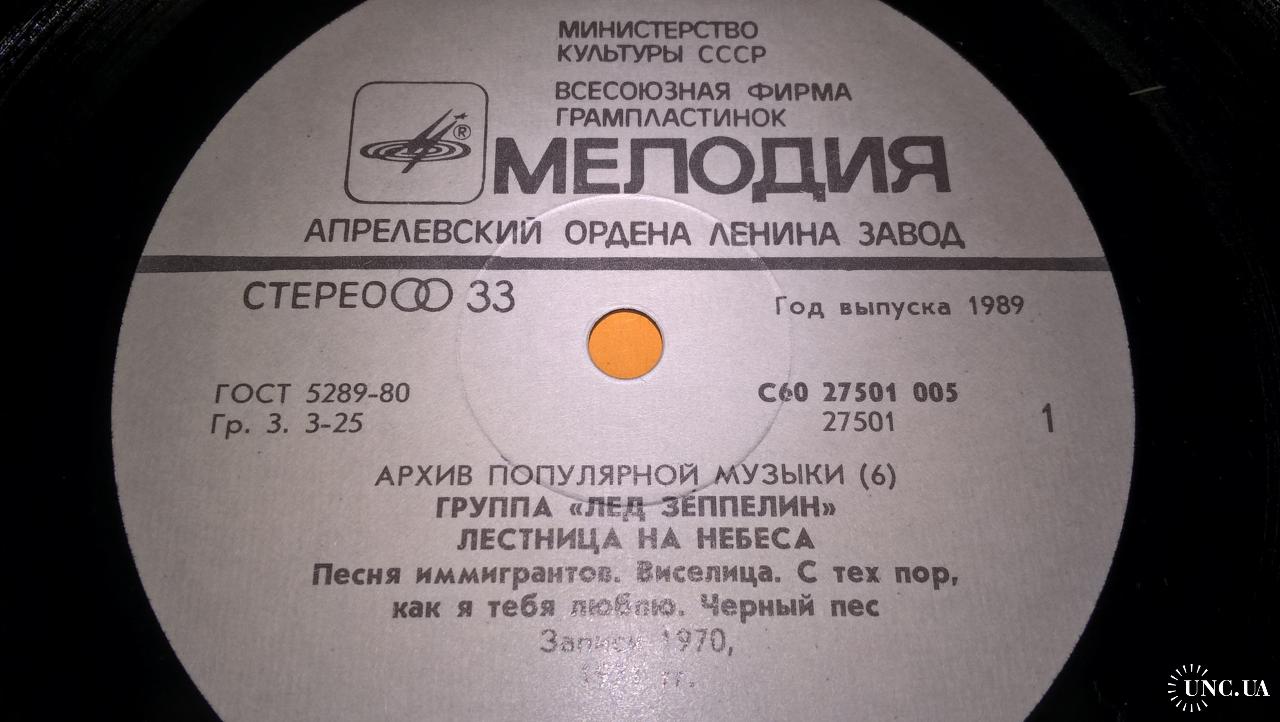 МИНИСТЕРСТВО
КУЛЬТУРЫ СССР
ВСЕСОЮЗНАЯ ФИРМА
ГРАМПЛАСТИНОК
®
МЕЛОДИЯ
АПРЕЛЕВСКИЙ ОРДЕНА ЛЕНИНА ЗАВОД
СТЕРЕО 33
Год выпуска 1989
ГОСТ 5289-80
Гр. 3. 3-25
С60 27501 005
27501
1
АРХИВ ПОПУЛЯРНОЙ МУЗЫКИ (6)
ГРУППА «ЛЕД ЗЕППЕЛИН»
ЛЕСТНИЦА НА НЕБЕСА
Песня иммигрантов. Виселица. С тех пор,
как я тебя люблю. Черный пес
Записи 1970,
гг.
UNC.UA